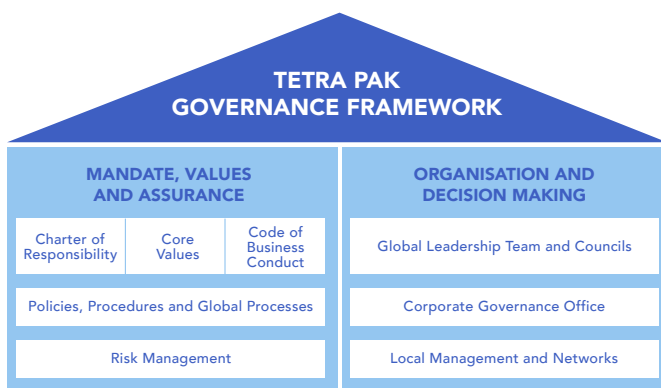 TETRA PAK
GOVERNANCE FRAMEWORK
MANDATE, VALUES
AND ASSURANCE
Charter of
Responsibility
Core
Values
Code of
Business
Conduct
Policies, Procedures and Global Processes
Risk Management
ORGANISATION AND
DECISION MAKING
Global Leadership Team and Councils
Corporate Governance Office
Local Management and Networks